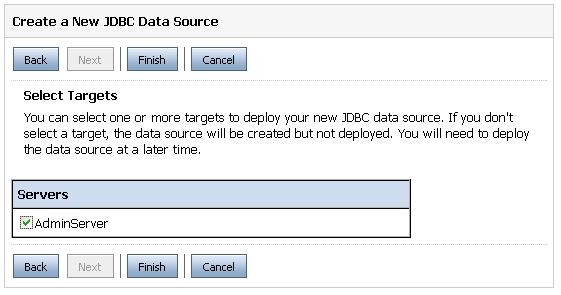 Create a New JDBC Data Source
Back Next Finish Cancel
Select Targets
You can select one or more targets to deploy your new JDBC data source. If you don't
select a target, the data source will be created but not deployed. You will need to deploy
the data source at a later time.
Servers
AdminServer
Back Next Finish Cancel